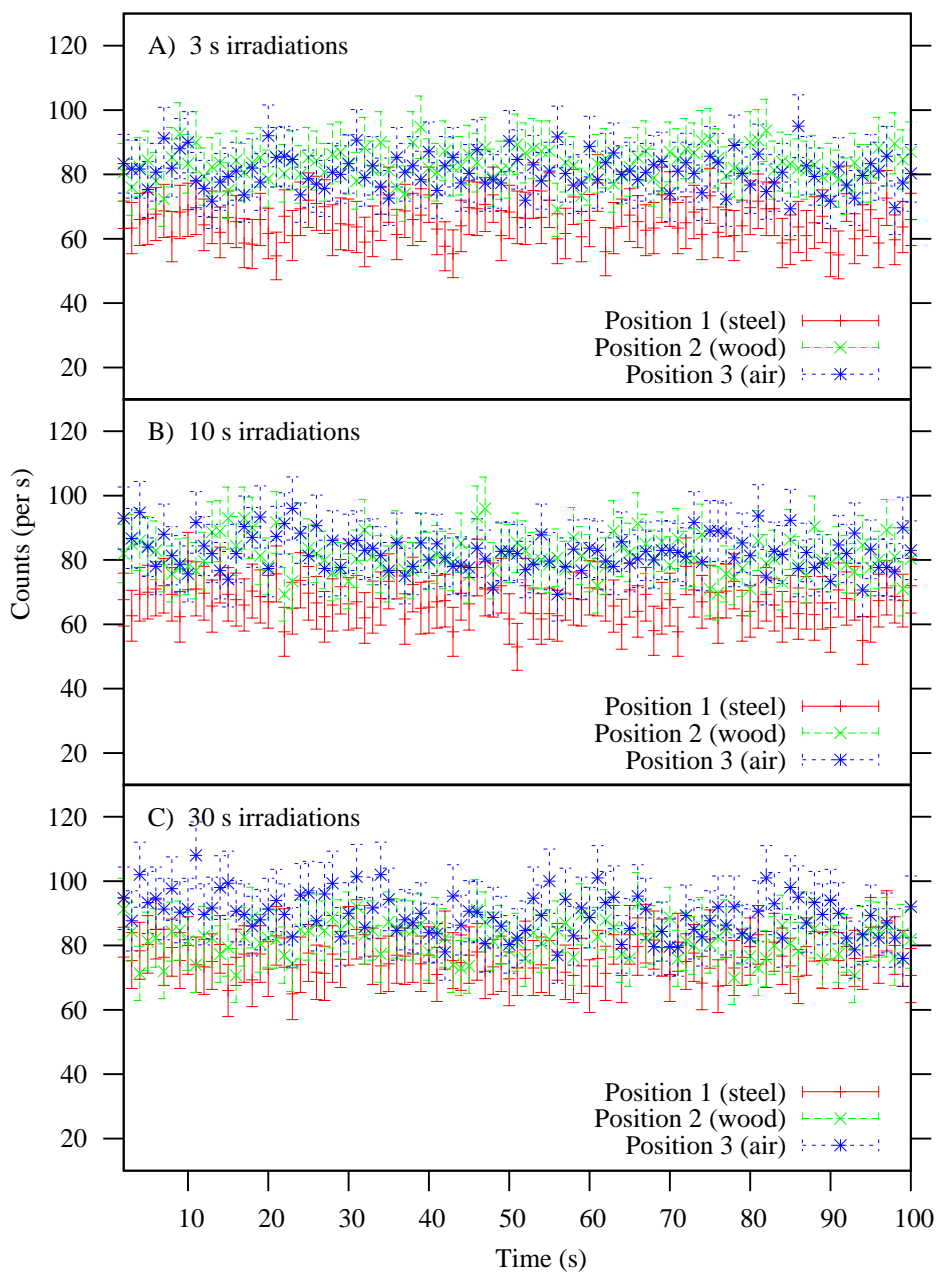 A) 3 s irradiations
120
100
80
60
40
20
Position 1 (steel)
Position 2 (wood)
Position 3 (air)
B) 10 s irradiations
120
100
80
60
40
20
Counts (per s)
Position 1 (steel)
Position 2 (wood)
Position 3 (air)
C) 30 s irradiations
120
100
80
60
40
20
Position 1 (steel)
Position 2 (wood)
Position 3 (air)
10 20 30 40 50 60 70 80 90 100
Time (s)